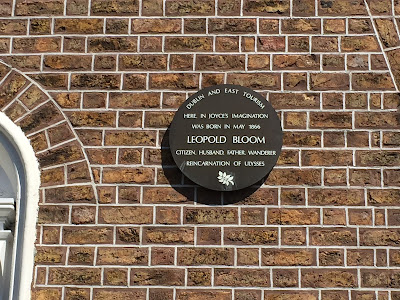 DUBLIN AND EAST TOURISM
HERE, IN JOYCE'S IMAGINATION
WAS BORN IN MAY 1866
LEOPOLD BLOOM
CITIZEN, HUSBAND, FATHER, WANDERER
REINCARNATION OF ULYSSES